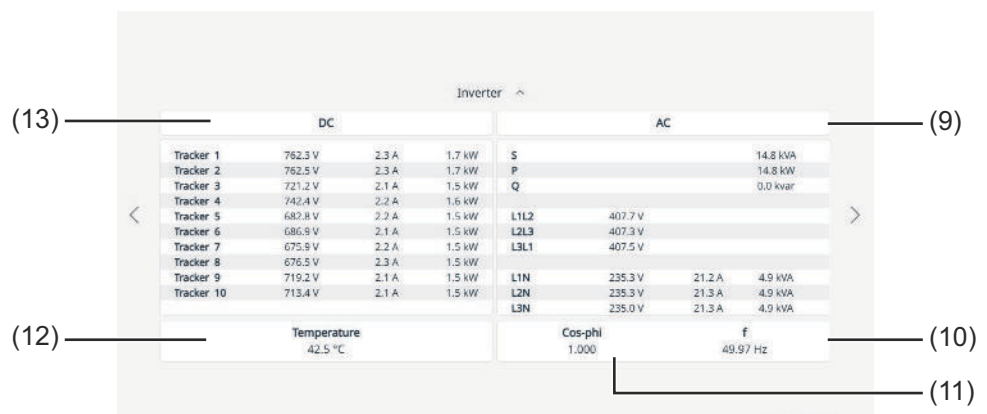 Inverter
(13) DC AC (9)
Tracker 1 762.3 V 2.3 A 1.7 kW S 14.8 kVA
Tracker 2 762.5 V 2.3 A 1.7 kW P 14.8 kW
Tracker 3 721.2 V 2.1 A 1.5 kW Q 0.0 kvar
Tracker 4 742.4 V 2.2 A 1.6 kW
Tracker 5 682.8 V 2.2 A 1.5 kW L1L2 407.7 V
Tracker 6 686.9 V 2.1 A 1.5 kW L2L3 407.3 V
Tracker 7 675.9 V 2.2 A 1.5 kW L3L1 407.5 V
Tracker 8 676.5 V 2.3 A 1.5 kW
Tracker 9 719.2 V 2.1 A 1.5 kW L1N 235.3 V 21.2 A 4.9 kVA
Tracker 10 713.4 V 2.1 A 1.5 kW L2N 235.3 V 21.3 A 4.9 kVA
L3N 235.0 V 21.3 A 4.9 kVA
(12) Temperature Cos-phi f (10)
42.5 °C 1.000 49.97 Hz
(11)